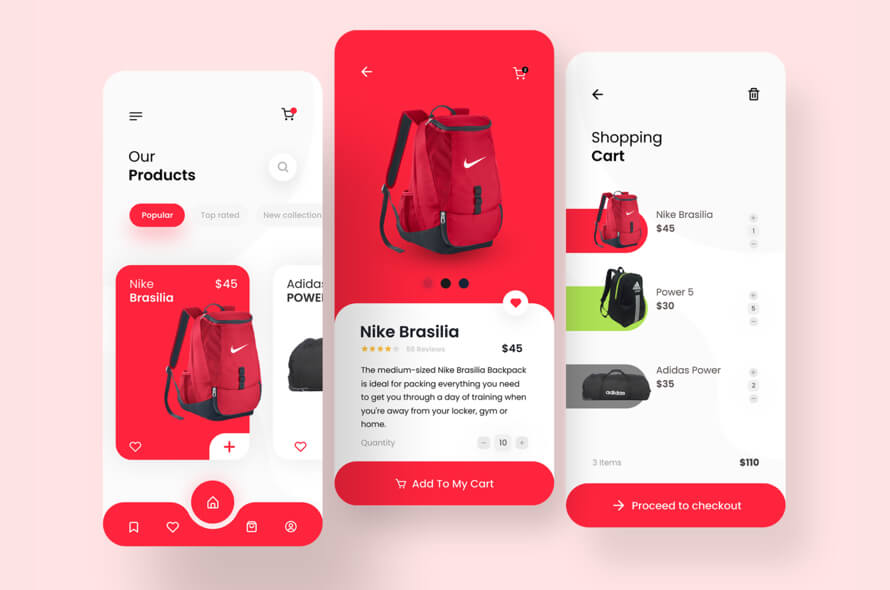 Our
Products
Popular
Top rated
New collection
Nike
Brasilia
$45
Adidas
POWE
Nike Brasilia
66 Reviews
$45
The medium-sized Nike Brasilia Backpack
is ideal for packing everything you need
to get you through a day of training when
you're away from your locker, gym or
home.
Quantity
− 10 +
Add To My Cart
Shopping
Cart
Nike Brasilia
$45
+
1
−
Power 5
$30
+
5
−
adidas
Adidas Power
$35
+
2
−
adidas
3 Items
$110
Proceed to checkout